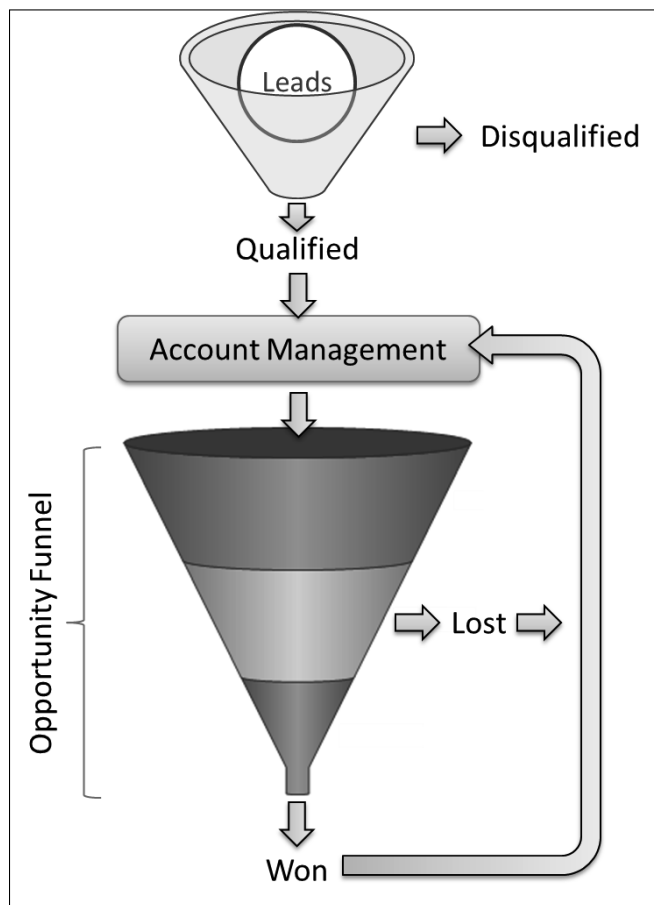 Leads
Disqualified
Qualified
Account Management
Opportunity Funnel
Lost
Won